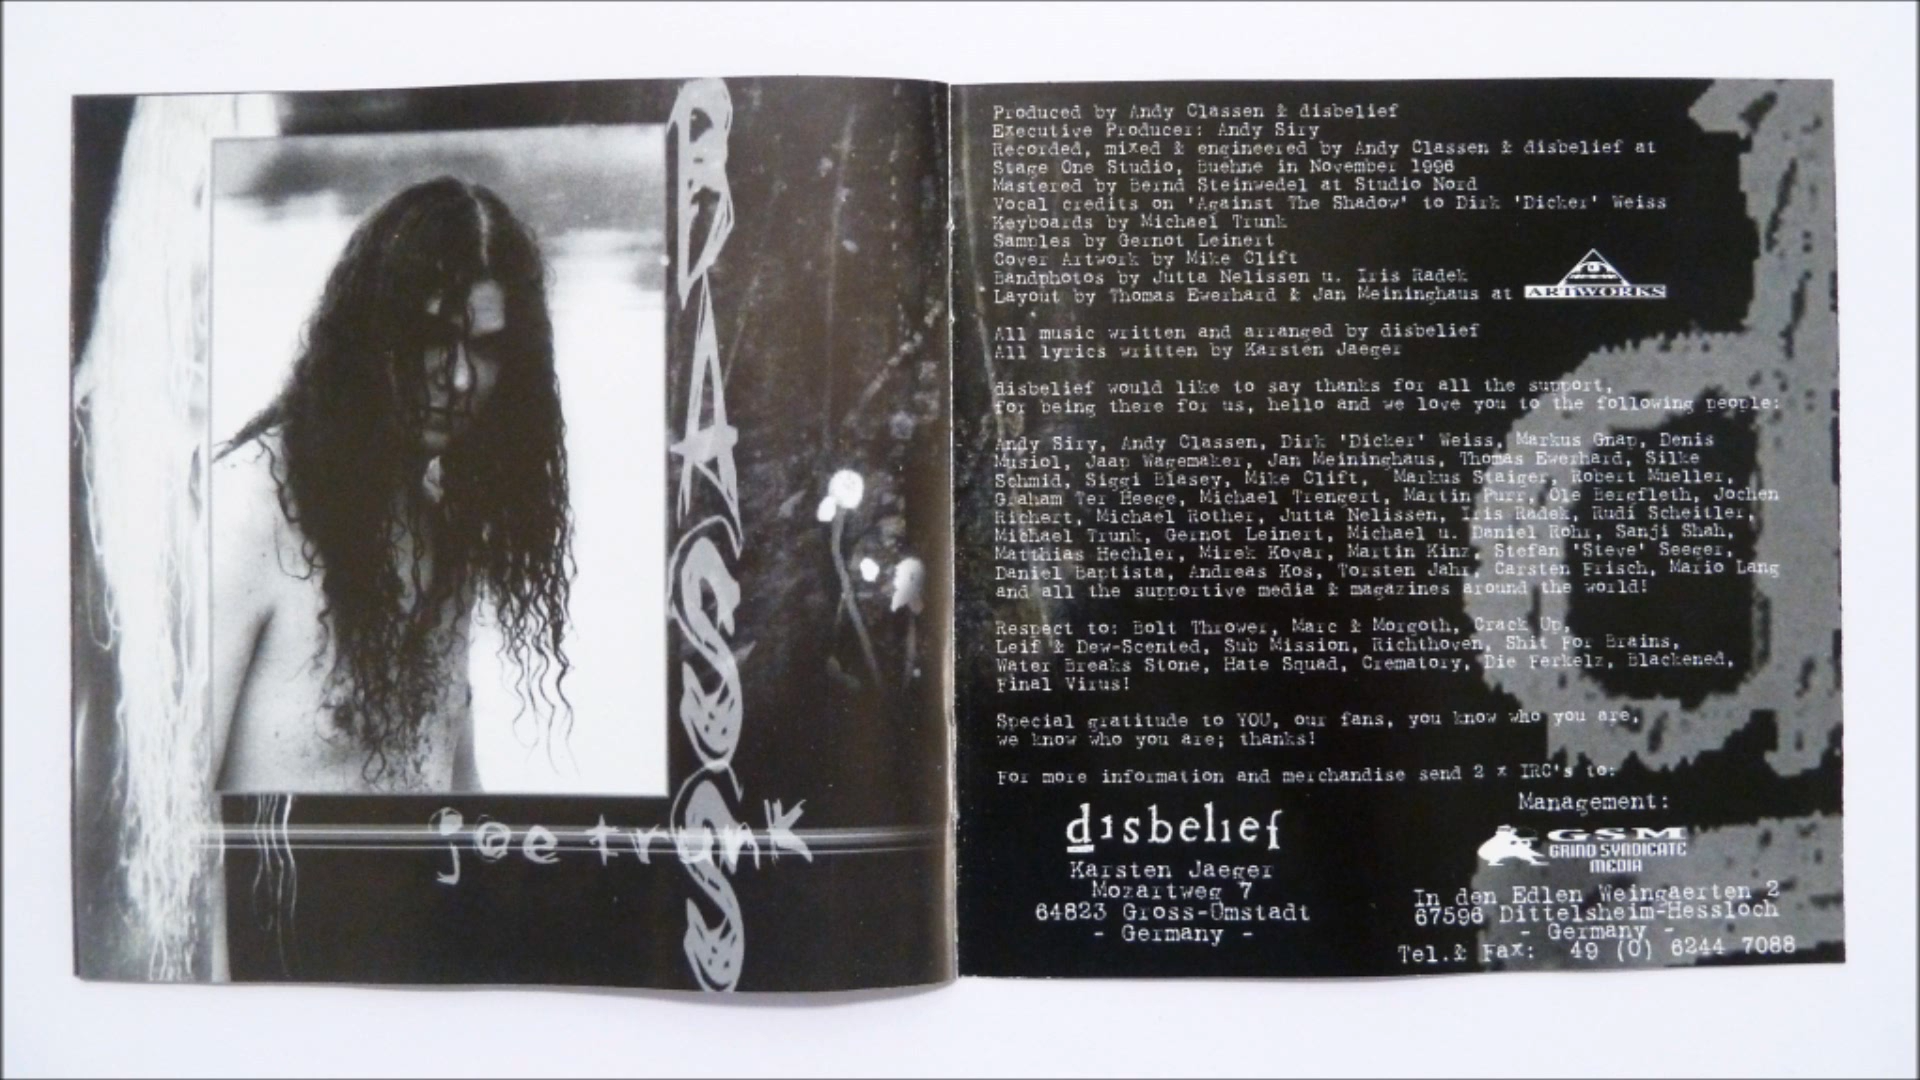 BASSS
joe trunk
Produced by Andy Classen & disbelief
Executive Producer: Andy Siry
Recorded, mixed & engineered by Andy Classen & disbelief at
Stage One Studio, Buehne in November 1996
Mastered by Bernd Steinwedel at Studio Nord
Vocal credits on 'Against The Shadow' to Dirk 'Dicker' Weiss
Keyboards by Michael Trunk
Samples by Gernot Leinert
Cover Artwork by Mike Clift
Bandphotos by Jutta Nelissen u. Iris Radek
Layout by Thomas Ewerhard & Jan Meininghaus at ARTWORKS
All music written and arranged by disbelief
All lyrics written by Karsten Jaeger
disbelief would like to say thanks for all the support,
for being there for us, hello and we love you to the following people:
Andy Siry, Andy Classen, Dirk 'Dicker' Weiss, Markus Gnap, Denis
Musiol, Jaap Wagemaker, Jan Meininghaus, Thomas Ewerhard, Silke
Schmid, Siggi Blasey, Mike Clift, Markus Staiger, Robert Mueller,
Graham Ter Heege, Michael Trengert, Martin Purr, Ole Bergfleth, Jochen
Richert, Michael Rother, Jutta Nelissen, Iris Radek, Rudi Scheitler,
Michael Trunk, Gernot Leinert, Michael u. Daniel Rohr, Sanji Shah,
Matthias Hechler, Mirek Kovar, Martin Kinz, Stefan 'Steve' Seeger,
Daniel Baptista, Andreas Kos, Torsten Jahr, Carsten Frisch, Mario Lang
and all the supportive media & magazines around the world!
Respect to: Bolt Thrower, Marc & Morgoth, Crack Up,
Leif & Dew-Scented, Sub Mission, Richthoven, Shit For Brains,
Water Breaks Stone, Hate Squad, Crematory, Die Ferkelz, Blackened,
Final Virus!
Special gratitude to YOU, our fans, you know who you are,
we know who you are; thanks!
For more information and merchandise send 2 x IRC's to:
disbelief
Karsten Jaeger
Mozartweg 7
64823 Gross-Umstadt
- Germany -
Management:
GSM
GRIND SYNDICATE
MEDIA
In den Edlen Weingaerten 2
67596 Dittelsheim-Hessloch
- Germany -
Tel.& Fax: 49 (0) 6244 7088
d